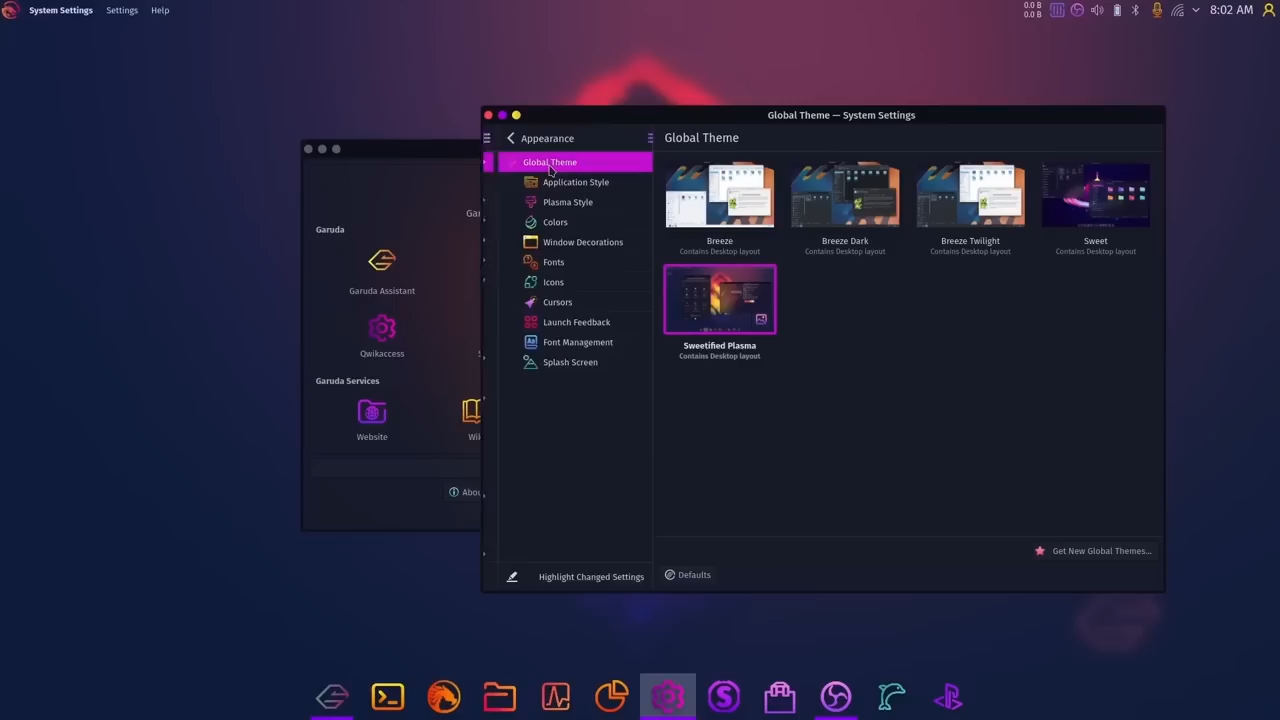 System Settings Settings Help
0.0 B
0.0 B
8:02 AM
Global Theme — System Settings
Appearance
Global Theme
Global Theme
Application Style
Plasma Style
Colors
Window Decorations
Fonts
Icons
Cursors
Launch Feedback
Font Management
Splash Screen
Highlight Changed Settings
Breeze
Contains Desktop layout
Breeze Dark
Contains Desktop layout
Breeze Twilight
Contains Desktop layout
Sweet
Contains Desktop layout
Sweetified Plasma
Contains Desktop layout
Get New Global Themes...
Defaults
Garuda
Garuda Assistant
Qwikaccess
Garuda Services
Website